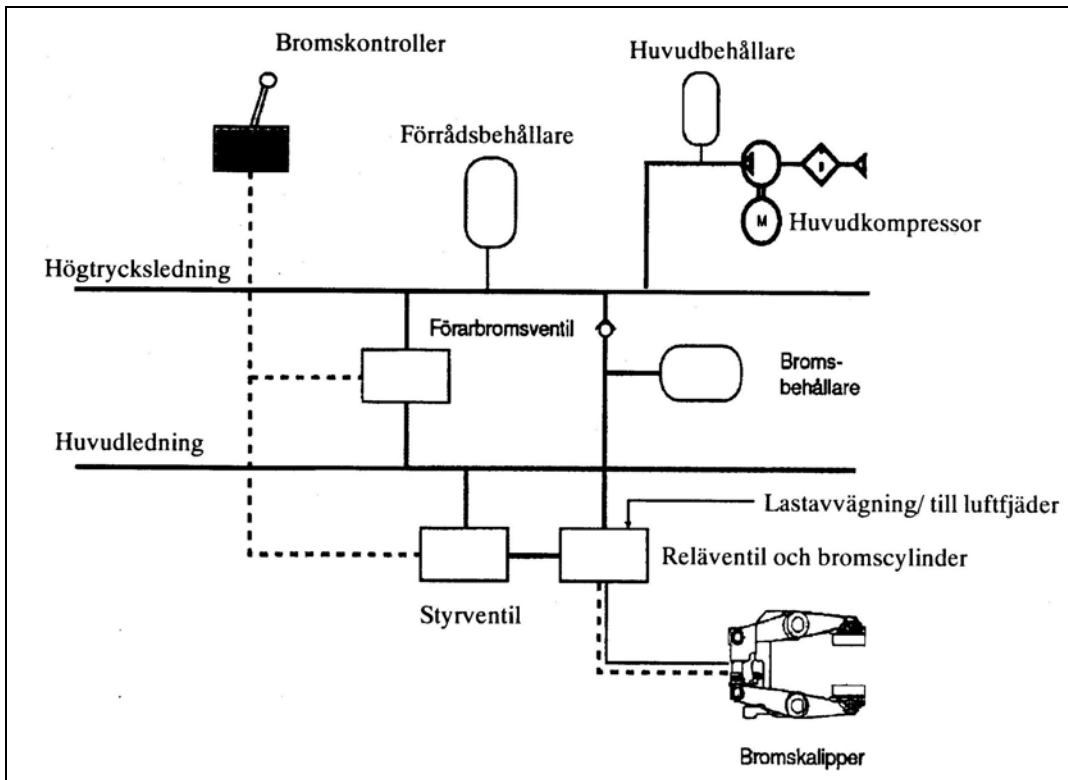 Bromskontroller
Huvudbehållare
Förrådsbehållare
M
Huvudkompressor
Högtrycksledning
Förarbromsventil
Broms-
behållare
Huvudledning
Lastavvägning/ till luftfjäder
Reläventil och bromscylinder
Styrventil
Bromskalipper